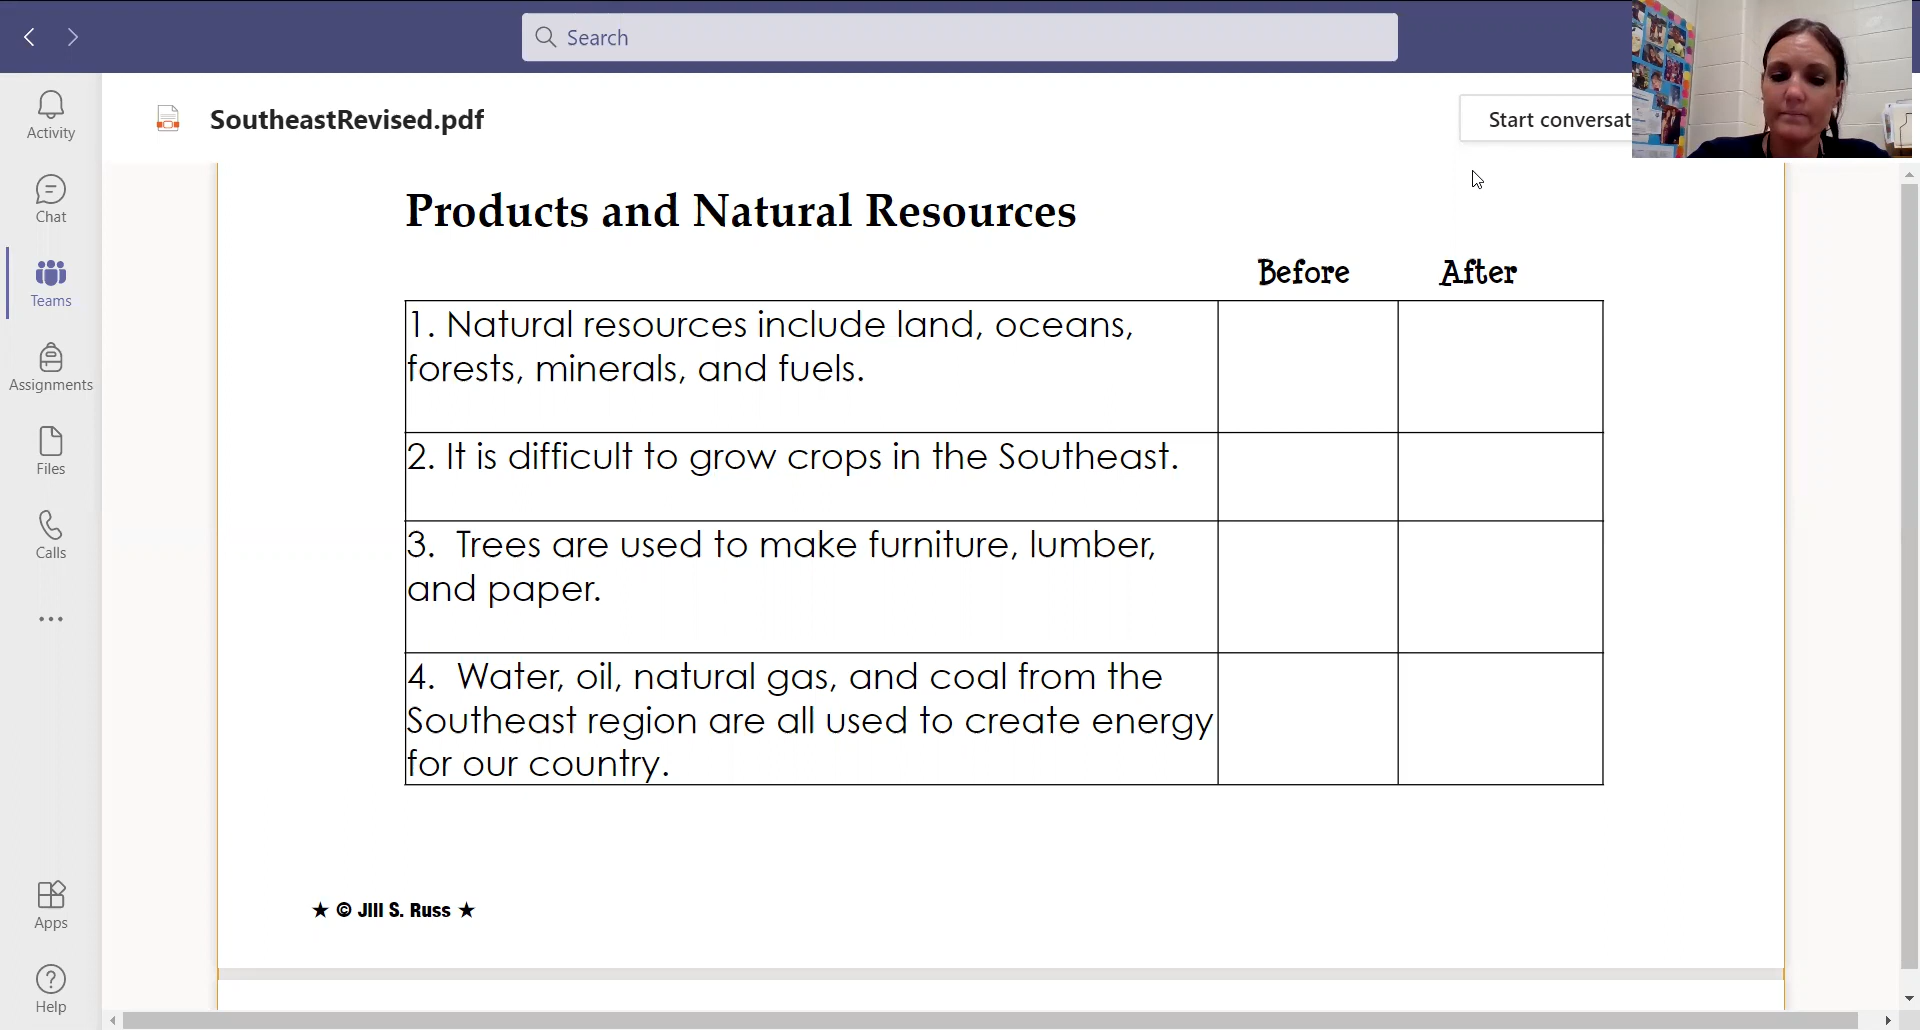 Search
Activity
Chat
Teams
Assignments
Files
Calls
Apps
Help
SoutheastRevised.pdf
Start conversat
Products and Natural Resources
Before After
1. Natural resources include land, oceans,
forests, minerals, and fuels.
2. It is difficult to grow crops in the Southeast.
3. Trees are used to make furniture, lumber,
and paper.
4. Water, oil, natural gas, and coal from the
Southeast region are all used to create energy
for our country.
★ © Jill S. Russ ★